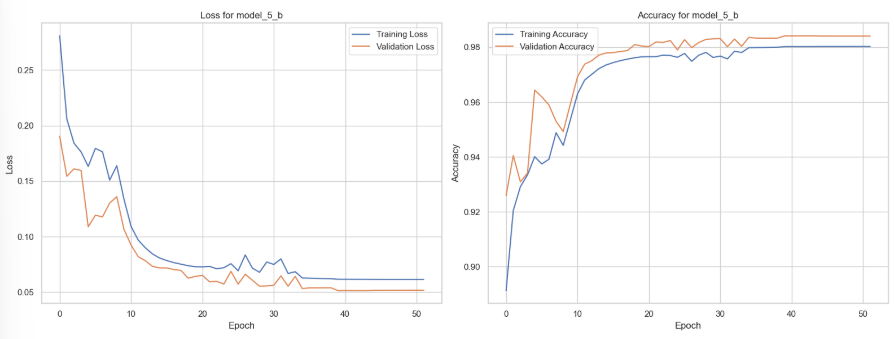 Loss for model_5_b
Training Loss
Validation Loss
0.25
0.20
0.15
0.10
0.05
Loss
0
10
20
30
40
50
Epoch
Accuracy for model_5_b
Training Accuracy
Validation Accuracy
0.98
0.96
0.94
0.92
0.90
Accuracy
0
10
20
30
40
50
Epoch